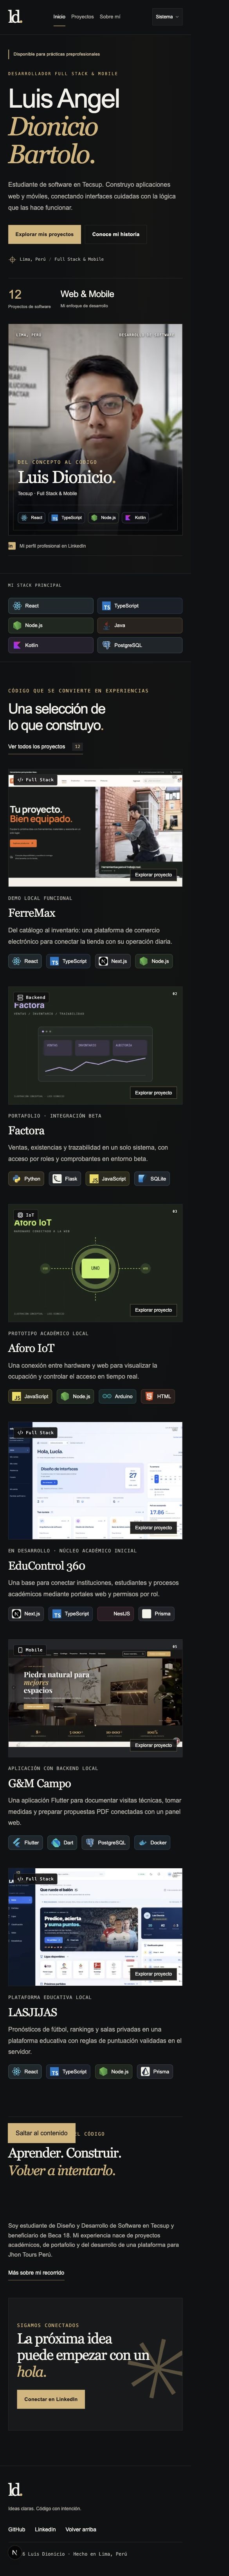 ld.
Inicio Proyectos Sobre mí Sistema
Disponible para prácticas preprofesionales
DESARROLLADOR FULL STACK & MOBILE
Luis Angel
Dionicio
Bartolo.
Estudiante de software en Tecsup. Construyo aplicaciones
web y móviles, conectando interfaces cuidadas con la lógica
que las hace funcionar.
Explorar mis proyectos Conoce mi historia
Lima, Perú / Full Stack & Mobile
12 Web & Mobile
Proyectos de software Mi enfoque de desarrollo
LIMA, PERÚ
DEL CONCEPTO AL CÓDIGO
Luis Dionicio.
Tecsup · Full Stack & Mobile
React TypeScript Node.js Kotlin
Mi perfil profesional en LinkedIn
MI STACK PRINCIPAL
React TypeScript
Node.js Java
Kotlin PostgreSQL
CÓDIGO QUE SE CONVIERTE EN EXPERIENCIAS
Una selección de
lo que construyo.
Ver todos los proyectos 12
Full Stack
Tu proyecto.
Bien equipado.
Explorar proyecto
DEMO LOCAL FUNCIONAL
FerreMax
Del catálogo al inventario: una plataforma de comercio
electrónico para conectar la tienda con su operación diaria.
React TypeScript Next.js Node.js
Backend
Factora
Explorar proyecto
PORTAFOLIO · INTEGRACIÓN BETA
Factora
Ventas, existencias y trazabilidad en un solo sistema, con
acceso por roles y comprobantes en entorno beta.
Python Flask JavaScript SQLite
IoT
Aforo IoT
UNO
Explorar proyecto
PROTOTIPO ACADÉMICO LOCAL
Aforo IoT
Una conexión entre hardware y web para visualizar la
ocupación y controlar el acceso en tiempo real.
JavaScript Node.js Arduino HTML
Full Stack
Hola, Lucía.
Diseño de Interfaces
27
17.86
Explorar proyecto
EN DESARROLLO · NÚCLEO ACADÉMICO INICIAL
EduControl 360
Una base para conectar instituciones, estudiantes y procesos
académicos mediante portales web y permisos por rol.
Next.js TypeScript NestJS Prisma
Mobile
Piedra natural para
mejores
espacios
Explorar proyecto
APLICACIÓN CON BACKEND LOCAL
G&M Campo
Una aplicación Flutter para documentar visitas técnicas, tomar
medidas y preparar propuestas PDF conectadas con un panel
web.
Flutter Dart PostgreSQL Docker
Full Stack
Que ruede el mundial
Predice, acierta
y suma puntos.
Explorar proyecto
PLATAFORMA EDUCATIVA LOCAL
LASJIJAS
Pronósticos de fútbol, rankings y salas privadas en una
plataforma educativa con reglas de puntuación validadas en el
servidor.
React TypeScript Node.js Prisma
Saltar al contenido EL CÓDIGO
Aprender. Construir.
Volver a intentarlo.
Soy estudiante de Diseño y Desarrollo de Software en Tecsup y
beneficiario de Beca 18. Mi experiencia nace de proyectos
académicos, de portafolio y del desarrollo de una plataforma para
Jhon Tours Perú.
Más sobre mi recorrido
SIGAMOS CONECTADOS
La próxima idea
puede empezar con un
hola.
Conectar en LinkedIn
ld.
Ideas claras. Código con intención.
GitHub LinkedIn Volver arriba
N 6 Luis Dionicio · Hecho en Lima, Perú